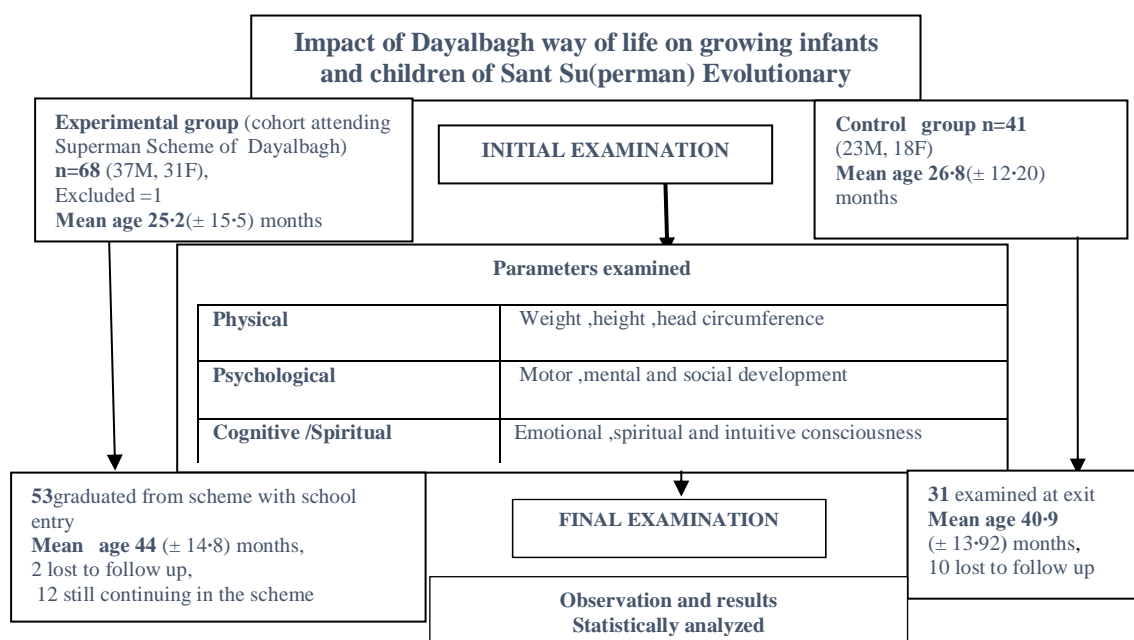 Impact of Dayalbagh way of life on growing infants
and children of Sant Su(perman) Evolutionary
Experimental group (cohort attending
Superman Scheme of Dayalbagh)
n=68 (37M, 31F),
Excluded =1
Mean age 25·2(± 15·5) months
INITIAL EXAMINATION
Control group n=41
(23M, 18F)
Mean age 26·8(± 12·20)
months
Parameters examined
Physical Weight ,height ,head circumference
Psychological Motor ,mental and social development
Cognitive /Spiritual Emotional ,spiritual and intuitive consciousness
53graduated from scheme with school
entry
Mean age 44 (± 14·8) months,
2 lost to follow up,
12 still continuing in the scheme
FINAL EXAMINATION
31 examined at exit
Mean age 40·9
(± 13·92) months,
10 lost to follow up
Observation and results
Statistically analyzed